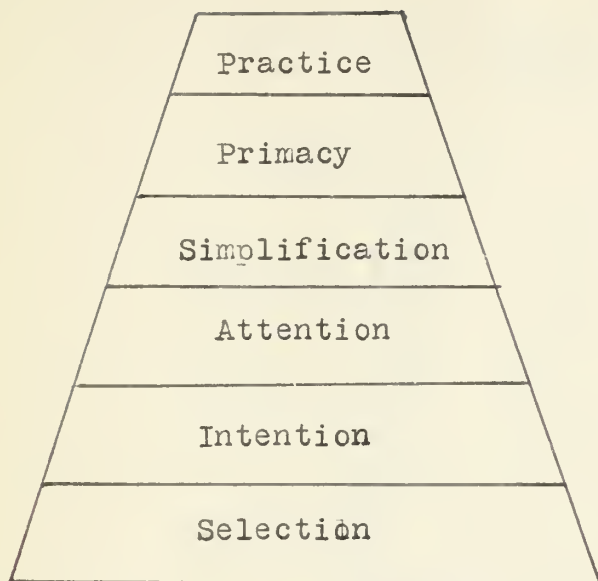 Practice
Primacy
Simplification
Attention
Intention
Selection